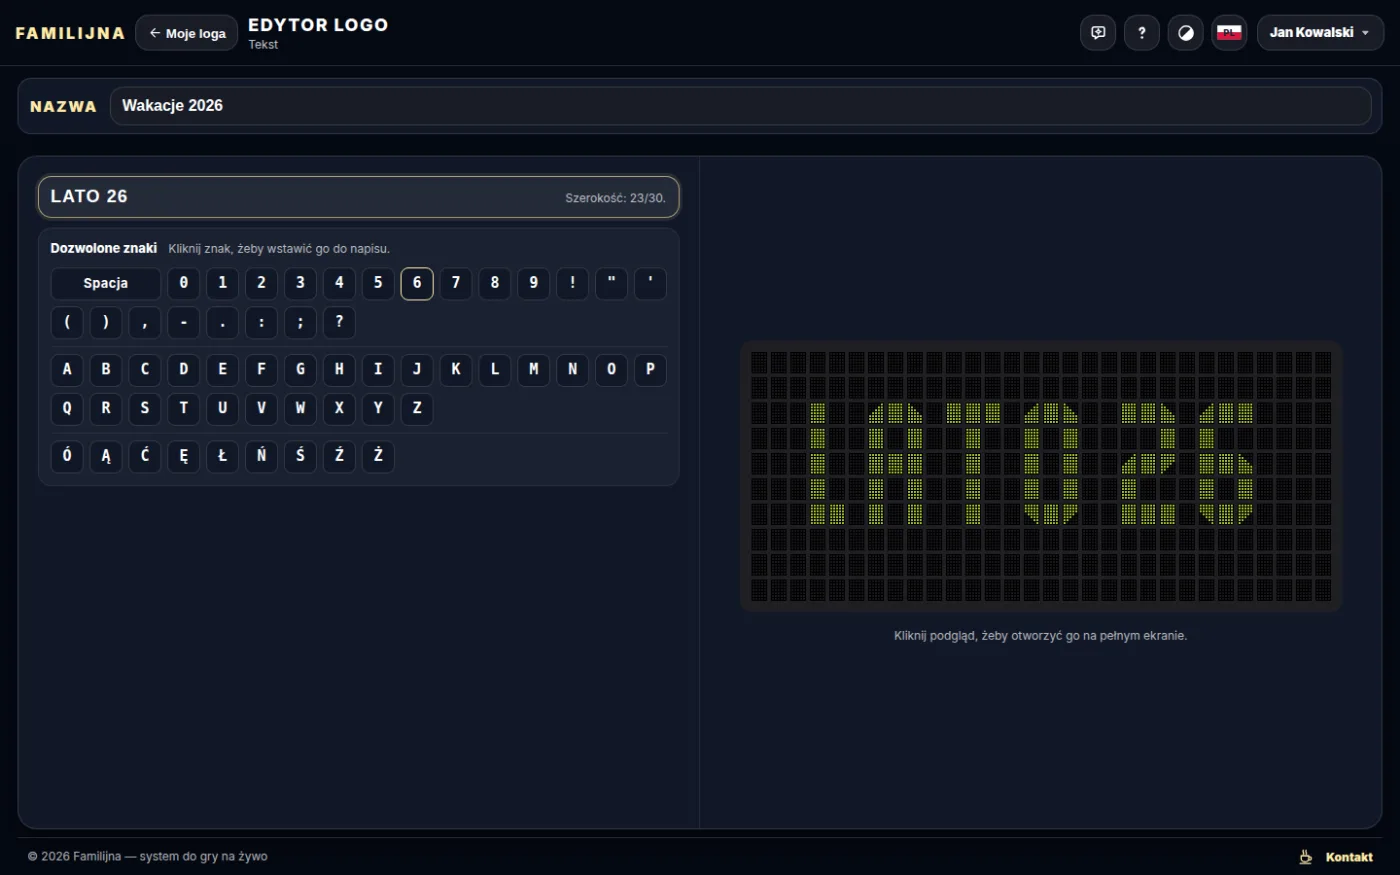 FAMILIJNA
← Moje loga
EDYTOR LOGO
Tekst
?
PL
Jan Kowalski
NAZWA
Wakacje 2026
LATO 26
Szerokość: 23/30.
Dozwolone znaki Kliknij znak, żeby wstawić go do napisu.
Spacja 0 1 2 3 4 5 6 7 8 9 ! " '
( ) , - . : ; ?
A B C D E F G H I J K L M N O P
Q R S T U V W X Y Z
Ó Ą Ć Ę Ł Ń Ś Ź Ż
LATO 26
Kliknij podgląd, żeby otworzyć go na pełnym ekranie.
© 2026 Familijna — system do gry na żywo
Kontakt